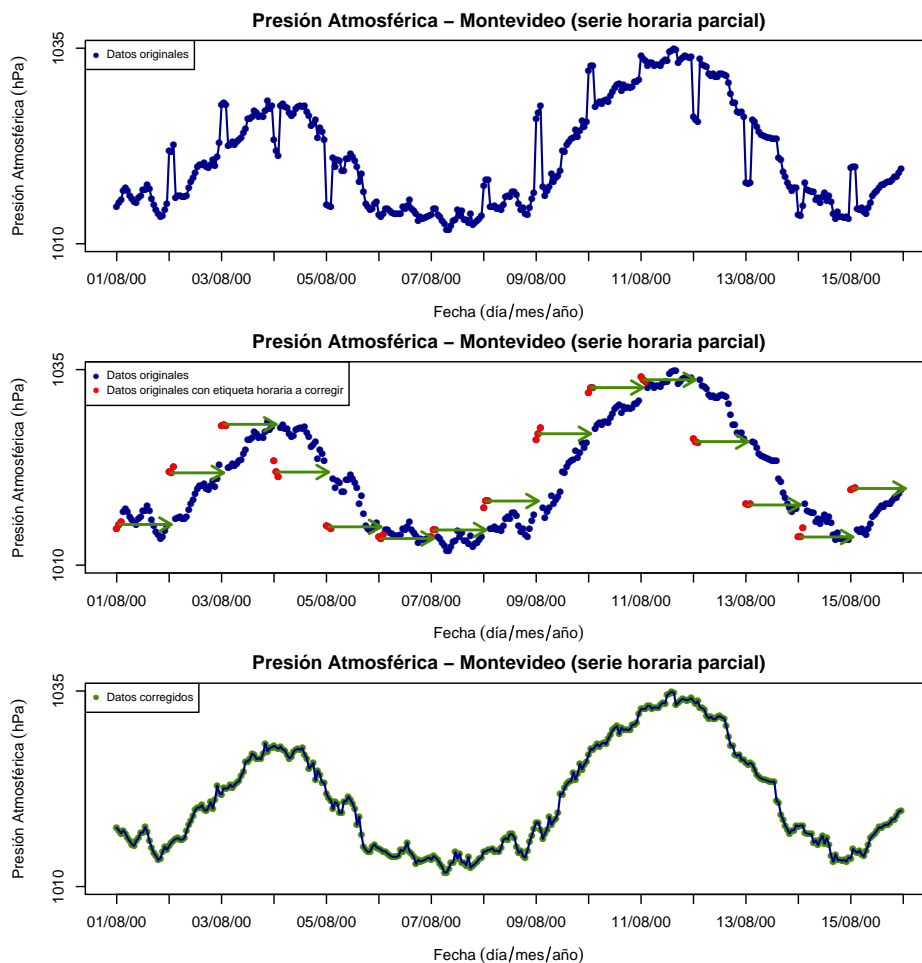 Presión Atmosférica – Montevideo (serie horaria parcial)
Presión Atmosférica (hPa)
1035
1010
Datos originales
01/08/00 03/08/00 05/08/00 07/08/00 09/08/00 11/08/00 13/08/00 15/08/00
Fecha (día/mes/año)
Presión Atmosférica – Montevideo (serie horaria parcial)
Presión Atmosférica (hPa)
1035
1010
Datos originales
Datos originales con etiqueta horaria a corregir
01/08/00 03/08/00 05/08/00 07/08/00 09/08/00 11/08/00 13/08/00 15/08/00
Fecha (día/mes/año)
Presión Atmosférica – Montevideo (serie horaria parcial)
Presión Atmosférica (hPa)
1035
1010
Datos corregidos
01/08/00 03/08/00 05/08/00 07/08/00 09/08/00 11/08/00 13/08/00 15/08/00
Fecha (día/mes/año)